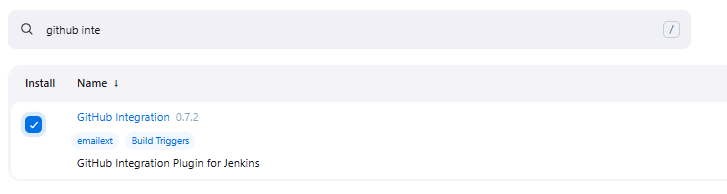 github inte /
Install Name ↓
GitHub Integration 0.7.2
emailext Build Triggers
GitHub Integration Plugin for Jenkins